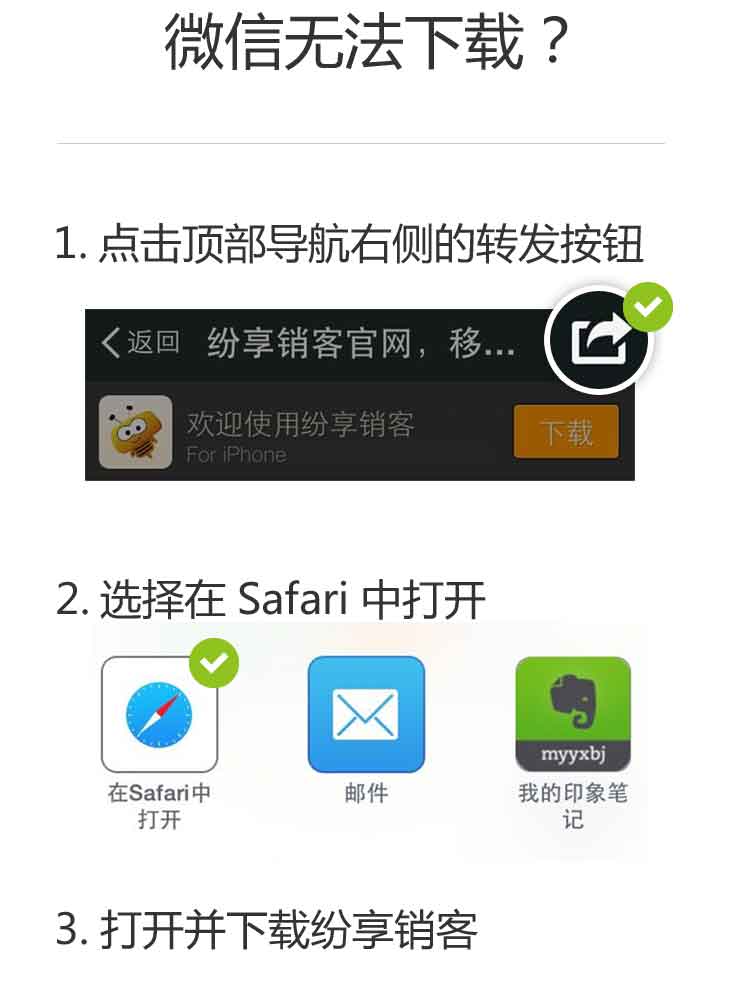 微信无法下载？
1. 点击顶部导航右侧的转发按钮
返回 纷享销客官网，移...
欢迎使用纷享销客
For iPhone
下载
2. 选择在 Safari 中打开
myyxbj
在Safari中
打开
邮件
我的印象笔
记
3. 打开并下载纷享销客